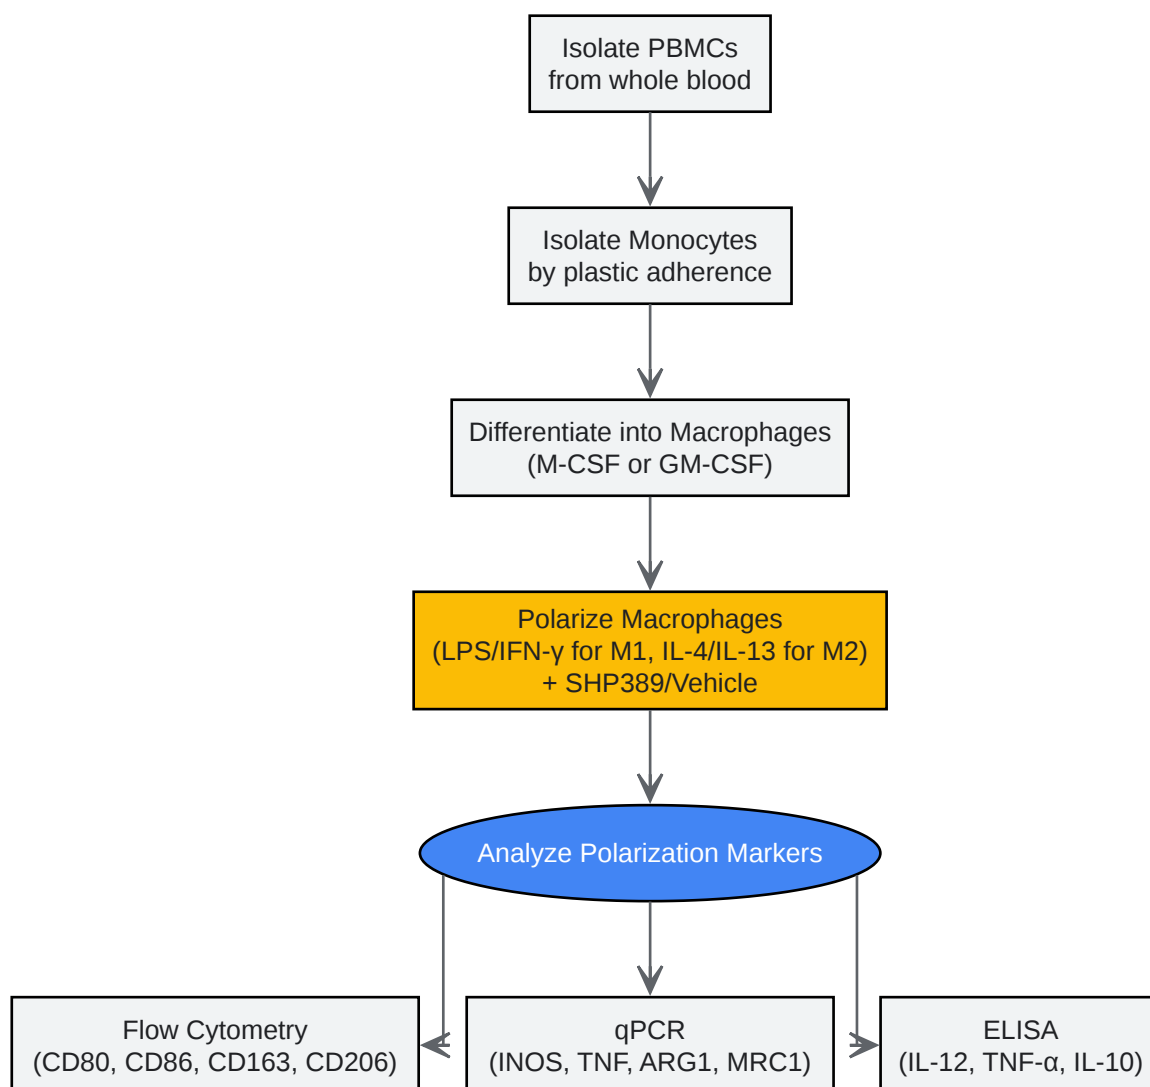 Isolate PBMCs
from whole blood
Isolate Monocytes
by plastic adherence
Differentiate into Macrophages
(M-CSF or GM-CSF)
Polarize Macrophages
(LPS/IFN-γ for M1, IL-4/IL-13 for M2)
+ SHP389/Vehicle
Analyze Polarization Markers
Flow Cytometry
(CD80, CD86, CD163, CD206)
qPCR
(INOS, TNF, ARG1, MRC1)
ELISA
(IL-12, TNF-α, IL-10)